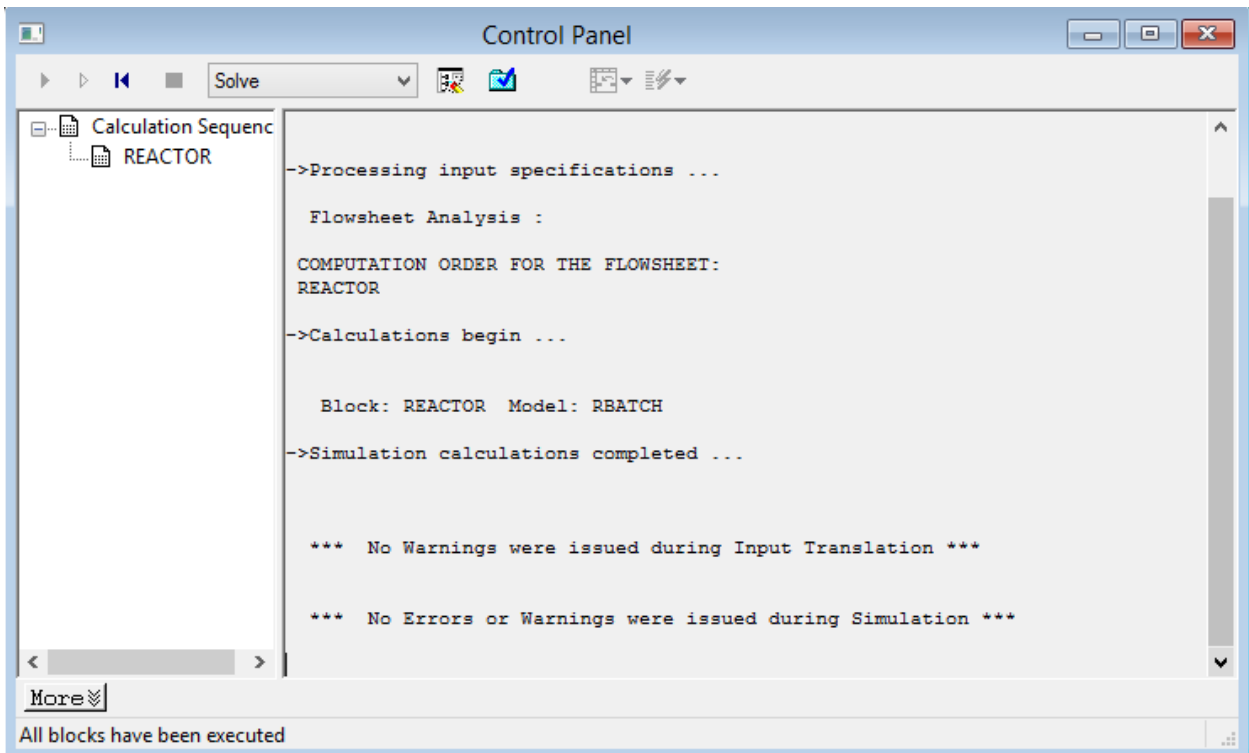 Control Panel
Solve
Calculation Sequenc
REACTOR
->Processing input specifications ...
Flowsheet Analysis :
COMPUTATION ORDER FOR THE FLOWSHEET:
REACTOR
->Calculations begin ...
Block: REACTOR Model: RBATCH
->Simulation calculations completed ...
*** No Warnings were issued during Input Translation ***
*** No Errors or Warnings were issued during Simulation ***
More
All blocks have been executed